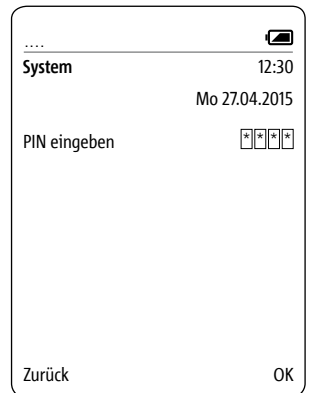 ....
System 12:30
Mo 27.04.2015
PIN eingeben ****
Zurück OK